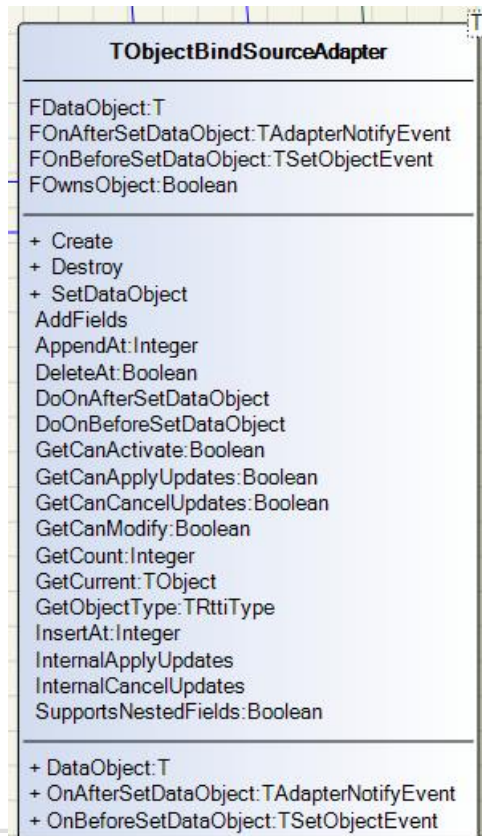 T
TObjectBindSourceAdapter
FDataObject:T
FOnAfterSetDataObject:TAdapterNotifyEvent
FOnBeforeSetDataObject:TSetObjectEvent
FOwnsObject:Boolean
+ Create
+ Destroy
+ SetDataObject
AddFields
AppendAt:Integer
DeleteAt:Boolean
DoOnAfterSetDataObject
DoOnBeforeSetDataObject
GetCanActivate:Boolean
GetCanApplyUpdates:Boolean
GetCanCancelUpdates:Boolean
GetCanModify:Boolean
GetCount:Integer
GetCurrent:TObject
GetObjectType:TRttiType
InsertAt:Integer
InternalApplyUpdates
InternalCancelUpdates
SupportsNestedFields:Boolean
+ DataObject:T
+ OnAfterSetDataObject:TAdapterNotifyEvent
+ OnBeforeSetDataObject:TSetObjectEvent